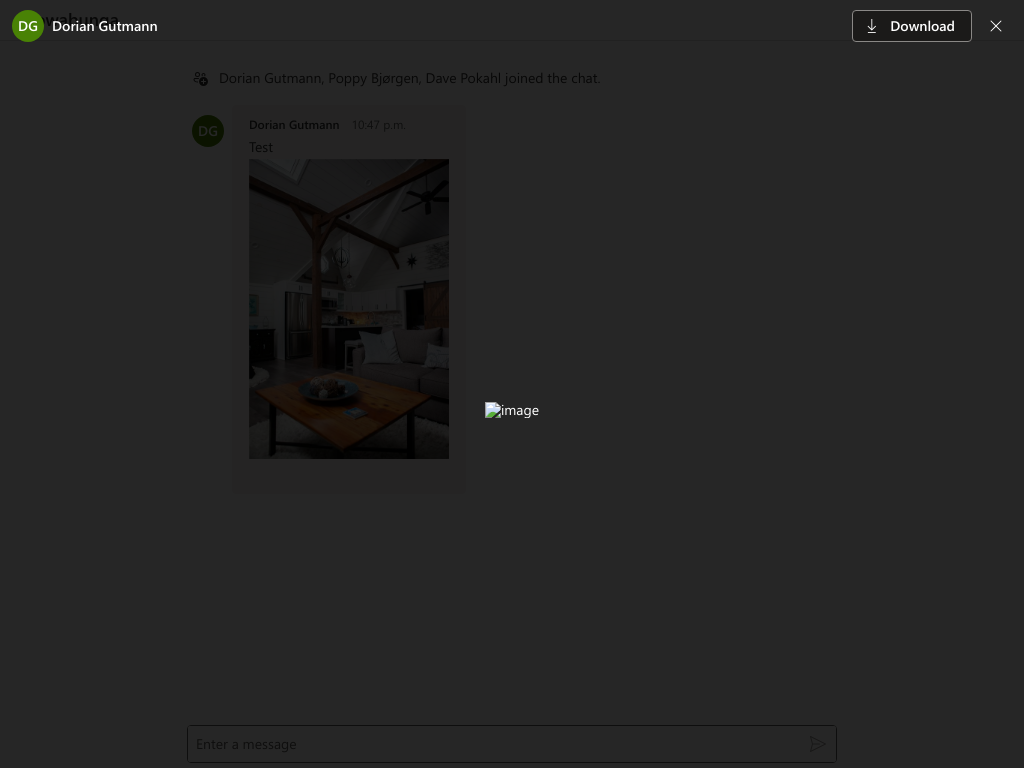 DG Dorian Gutmann
Download
Dorian Gutmann, Poppy Bjørgen, Dave Pokahl joined the chat.
DG
Dorian Gutmann 10:47 p.m.
Test
image
Enter a message